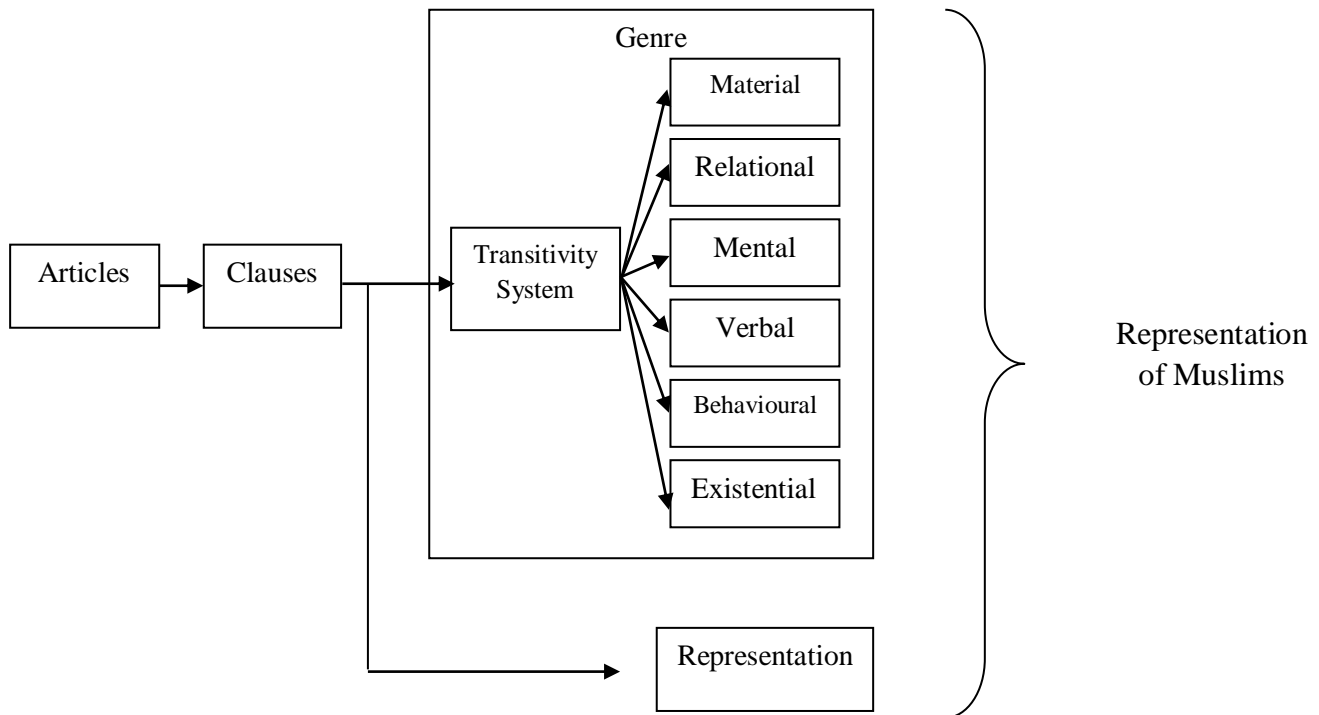 Genre
Material
Relational
Mental
Verbal
Behavioural
Existential
Transitivity
System
Articles
Clauses
Representation
Representation
of Muslims